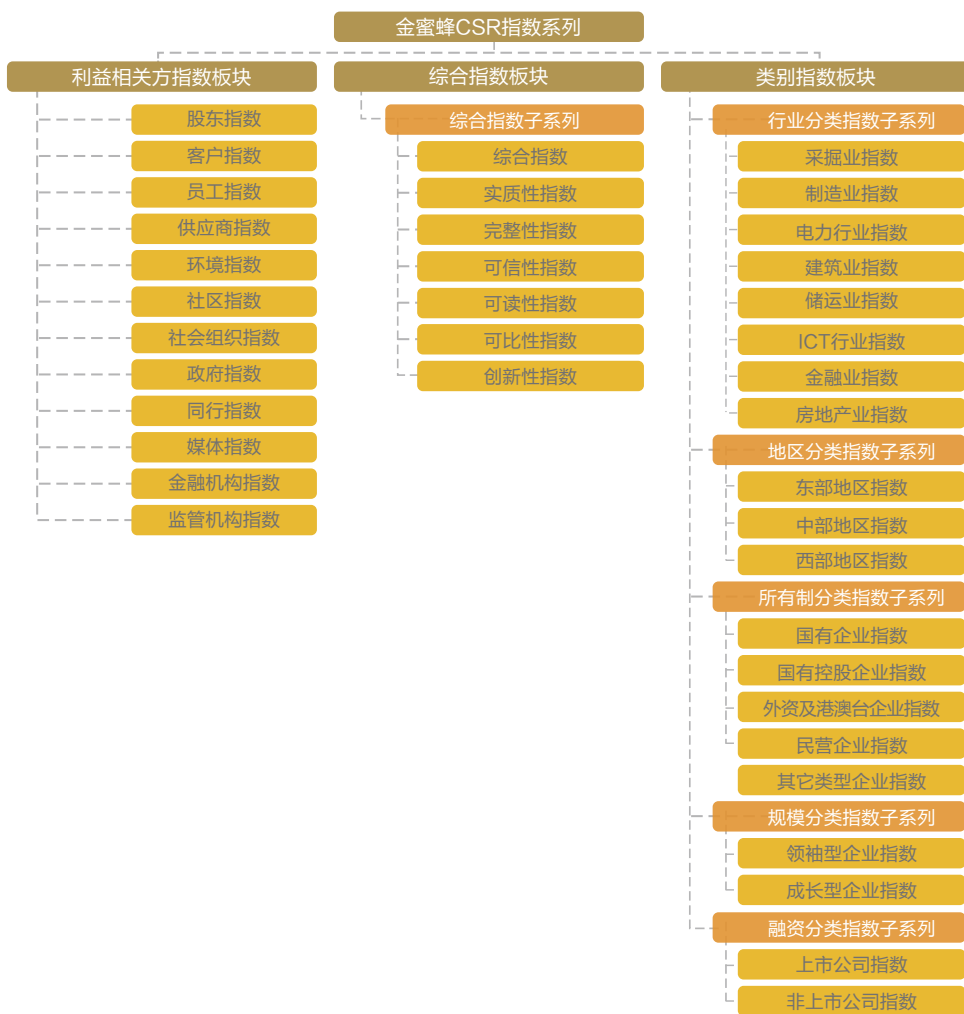 金蜜蜂CSR指数系列
利益相关方指数板块
股东指数
客户指数
员工指数
供应商指数
环境指数
社区指数
社会组织指数
政府指数
同行指数
媒体指数
金融机构指数
监管机构指数
综合指数板块
综合指数子系列
综合指数
实质性指数
完整性指数
可信性指数
可读性指数
可比性指数
创新性指数
类别指数板块
行业分类指数子系列
采掘业指数
制造业指数
电力行业指数
建筑业指数
储运业指数
ICT行业指数
金融业指数
房地产业指数
地区分类指数子系列
东部地区指数
中部地区指数
西部地区指数
所有制分类指数子系列
国有企业指数
国有控股企业指数
外资及港澳台企业指数
民营企业指数
其它类型企业指数
规模分类指数子系列
领袖型企业指数
成长型企业指数
融资分类指数子系列
上市公司指数
非上市公司指数